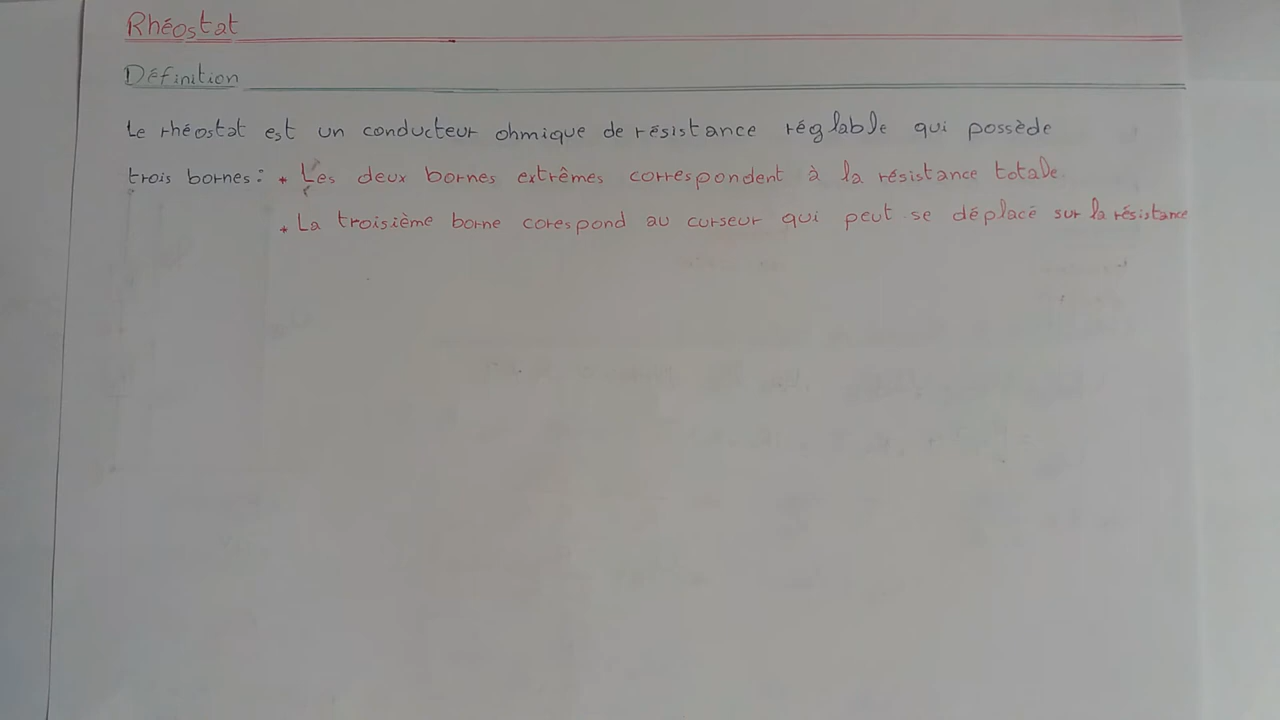 Rhéostat
Définition
Le rhéostat est un conducteur ohmique de résistance réglable qui possède
trois bornes : + Les deux bornes extrêmes correspondent à la résistance totale.
+ La troisième borne corespond au curseur qui peut se déplacé sur la résistance